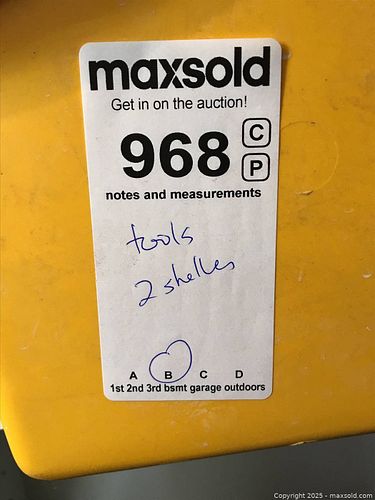 maxsold
Get in on the auction!
968 C
P
notes and measurements
tools
2 shelles
A B C D
1st 2nd 3rd bsmt garage outdoors
Copyright 2025 - maxsold.com